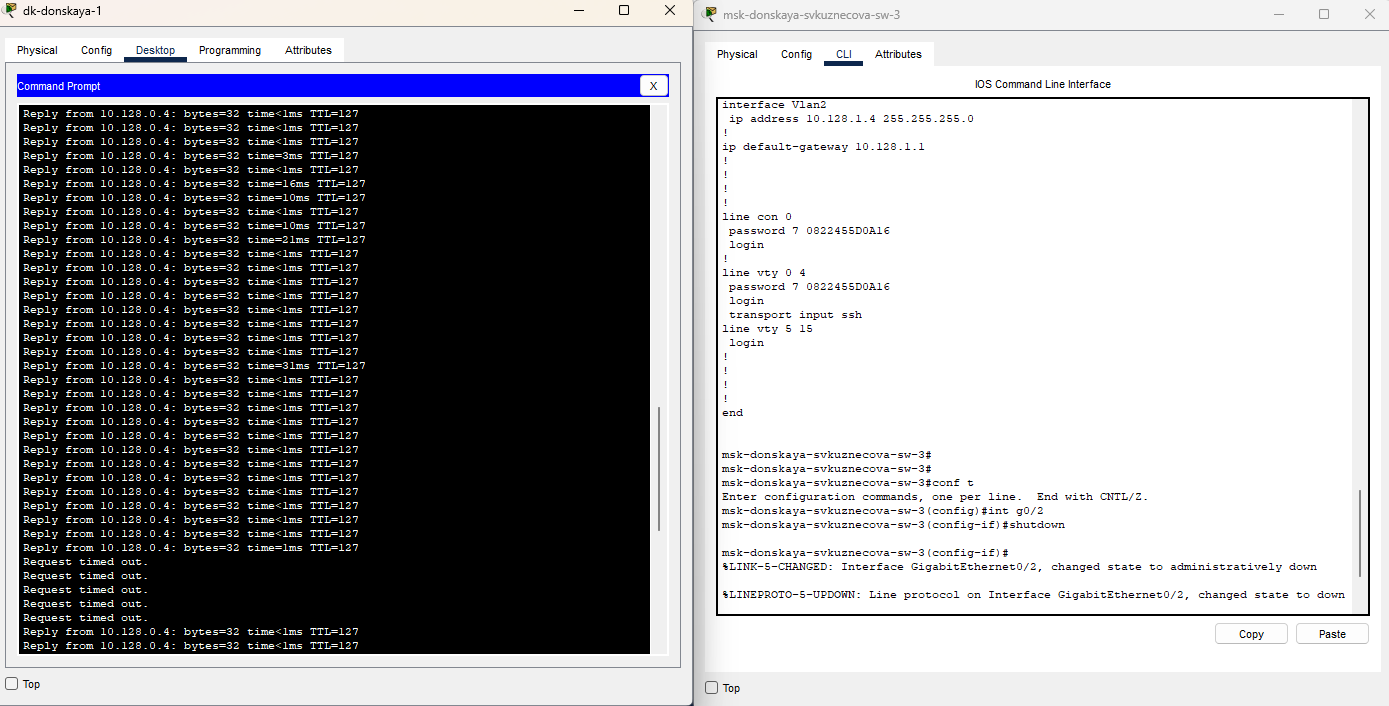 dk-donskaya-1
Physical Config Desktop Programming Attributes
Command Prompt
X
Reply from 10.128.0.4: bytes=32 time<1ms TTL=127
Reply from 10.128.0.4: bytes=32 time<1ms TTL=127
Reply from 10.128.0.4: bytes=32 time<1ms TTL=127
Reply from 10.128.0.4: bytes=32 time=3ms TTL=127
Reply from 10.128.0.4: bytes=32 time<1ms TTL=127
Reply from 10.128.0.4: bytes=32 time=16ms TTL=127
Reply from 10.128.0.4: bytes=32 time=10ms TTL=127
Reply from 10.128.0.4: bytes=32 time<1ms TTL=127
Reply from 10.128.0.4: bytes=32 time=10ms TTL=127
Reply from 10.128.0.4: bytes=32 time=21ms TTL=127
Reply from 10.128.0.4: bytes=32 time<1ms TTL=127
Reply from 10.128.0.4: bytes=32 time<1ms TTL=127
Reply from 10.128.0.4: bytes=32 time<1ms TTL=127
Reply from 10.128.0.4: bytes=32 time<1ms TTL=127
Reply from 10.128.0.4: bytes=32 time<1ms TTL=127
Reply from 10.128.0.4: bytes=32 time<1ms TTL=127
Reply from 10.128.0.4: bytes=32 time<1ms TTL=127
Reply from 10.128.0.4: bytes=32 time<1ms TTL=127
Reply from 10.128.0.4: bytes=32 time=31ms TTL=127
Reply from 10.128.0.4: bytes=32 time<1ms TTL=127
Reply from 10.128.0.4: bytes=32 time<1ms TTL=127
Reply from 10.128.0.4: bytes=32 time<1ms TTL=127
Reply from 10.128.0.4: bytes=32 time<1ms TTL=127
Reply from 10.128.0.4: bytes=32 time<1ms TTL=127
Reply from 10.128.0.4: bytes=32 time<1ms TTL=127
Reply from 10.128.0.4: bytes=32 time<1ms TTL=127
Reply from 10.128.0.4: bytes=32 time<1ms TTL=127
Reply from 10.128.0.4: bytes=32 time<1ms TTL=127
Reply from 10.128.0.4: bytes=32 time<1ms TTL=127
Reply from 10.128.0.4: bytes=32 time<1ms TTL=127
Reply from 10.128.0.4: bytes=32 time<1ms TTL=127
Reply from 10.128.0.4: bytes=32 time=1ms TTL=127
Request timed out.
Request timed out.
Request timed out.
Request timed out.
Request timed out.
Reply from 10.128.0.4: bytes=32 time<1ms TTL=127
Reply from 10.128.0.4: bytes=32 time<1ms TTL=127
Top
msk-donskaya-svkuznecova-sw-3
Physical Config CLI Attributes
IOS Command Line Interface
interface Vlan2
ip address 10.128.1.4 255.255.255.0
!
ip default-gateway 10.128.1.1
!
!
!
!
line con 0
password 7 0822455D0A16
login
!
line vty 0 4
password 7 0822455D0A16
login
transport input ssh
line vty 5 15
login
!
!
!
!
end
msk-donskaya-svkuznecova-sw-3#
msk-donskaya-svkuznecova-sw-3#
msk-donskaya-svkuznecova-sw-3#conf t
Enter configuration commands, one per line. End with CNTL/Z.
msk-donskaya-svkuznecova-sw-3(config)#int g0/2
msk-donskaya-svkuznecova-sw-3(config-if)#shutdown
msk-donskaya-svkuznecova-sw-3(config-if)#
%LINK-5-CHANGED: Interface GigabitEthernet0/2, changed state to administratively down
%LINEPROTO-5-UPDOWN: Line protocol on Interface GigabitEthernet0/2, changed state to down
Copy Paste
Top